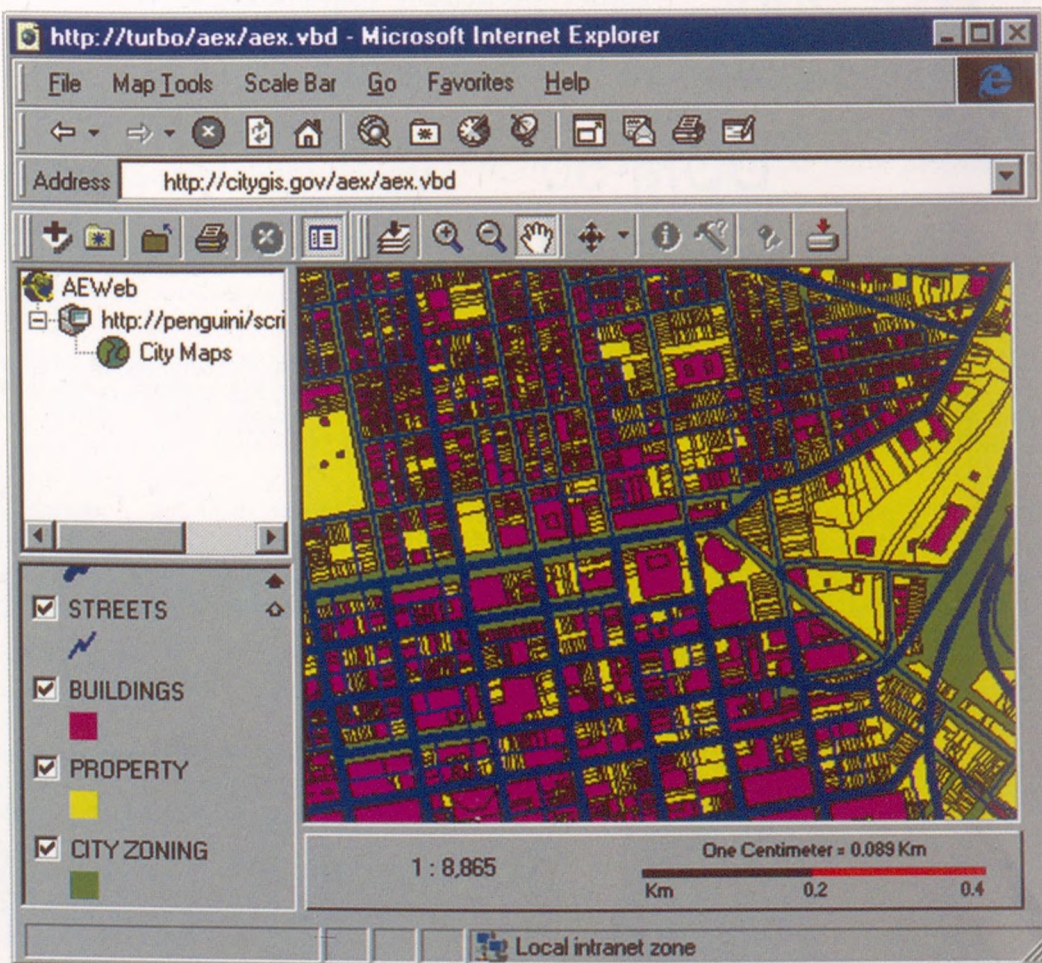 http://turbo/aex/aex.vbd - Microsoft Internet Explorer
File Map Tools Scale Bar Go Favorites Help
Address http://citygis.gov/aex/aex.vbd
AEWeb
http://penguini/scri
City Maps
STREETS
BUILDINGS
PROPERTY
CITY ZONING
1 : 8,865
One Centimeter = 0.089 Km
Km 0.2 0.4
Local intranet zone